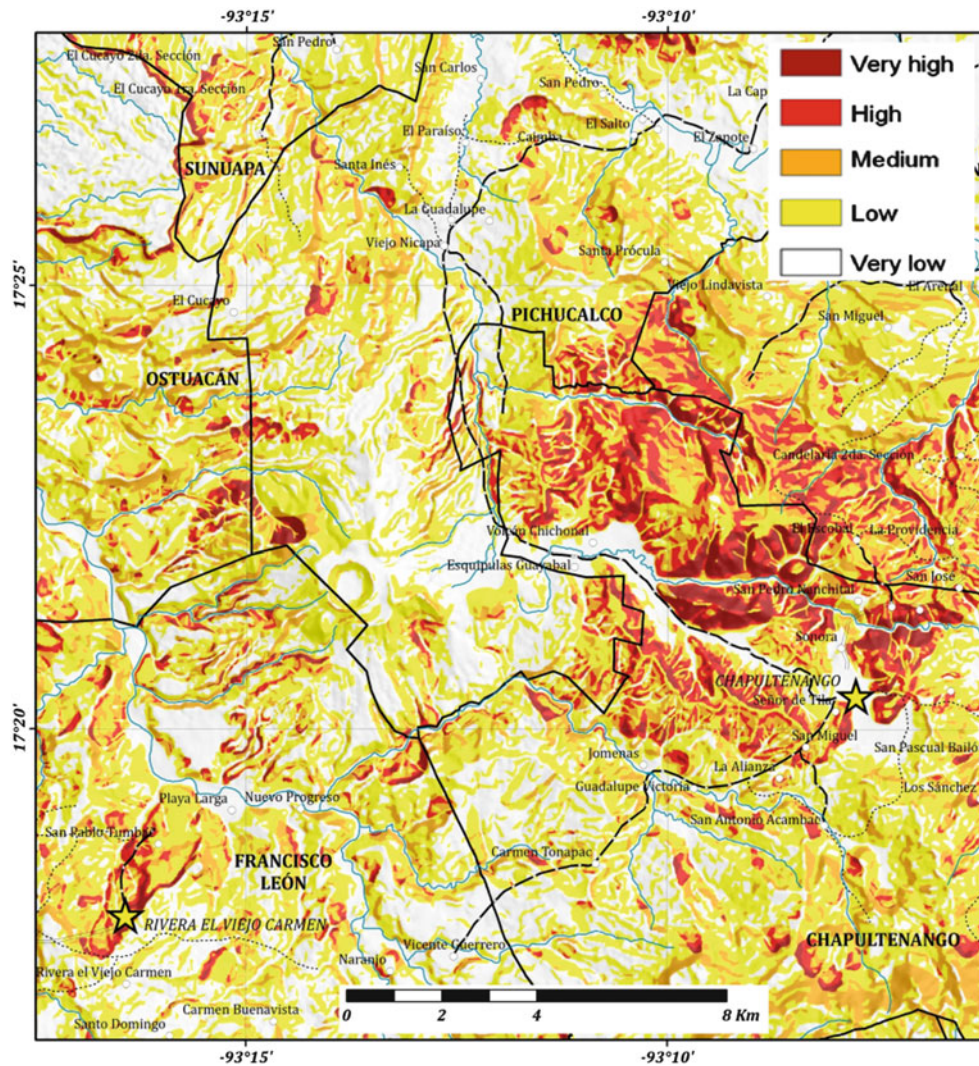 -93°15'
-93°10'
El Cucayo 2da. Sección
San Pedro
San Carlos
El Cucayo 1ra. Sección
San Pedro
La Cap
El Paraíso
El Salto
Caimba
El Zapote
SUNUAPA
Santa Inés
La Guadalupe
Viejo Nicapa
Santa Prócula
Very high
High
Medium
Low
Very low
17°25'
El Cucayo
Viejo Lindavista
El Arenal
PICHUCALCO
San Miguel
OSTUACÁN
Candelaria 2da. Sección
Volcán Chichonal
El Escobal
La Providencia
Esquipulas Guayabal
San José
San Pedro Nanchital
Sonora
CHAPULTENANGO
Señor de Tila
17°20'
San Miguel
San Pascual Bailó
Jomenas
La Alianza
Guadalupe Victoria
Los Sánchez
Playa Larga
Nuevo Progreso
San Antonio Acambac
San Pablo Tumbac
Carmen Tonapac
FRANCISCO
LEÓN
RIVERA EL VIEJO CARMEN
CHAPULTENANGO
Vicente Guerrero
Naranjo
Rivera el Viejo Carmen
Carmen Buenavista
Santo Domingo
0 2 4 8 Km
-93°15'
-93°10'